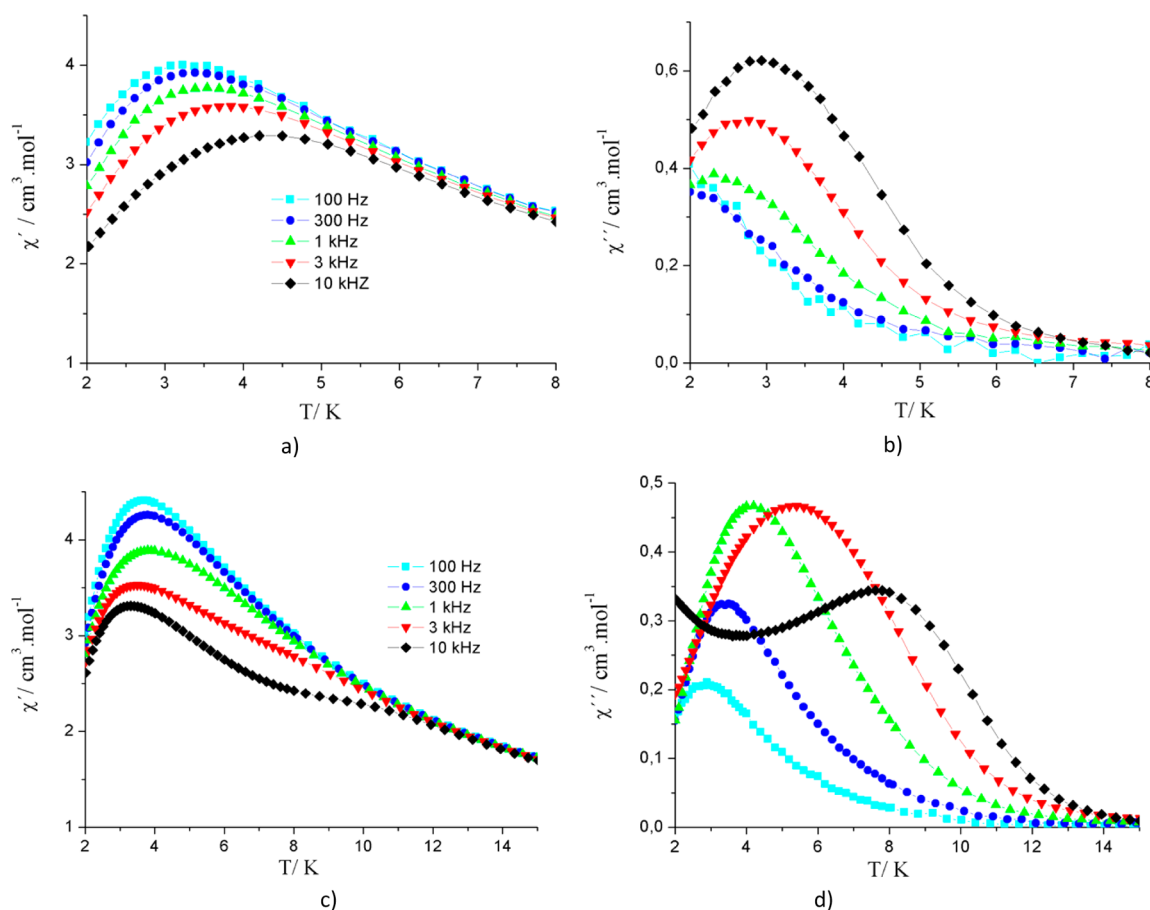 χ´ / cm³.mol⁻¹
4
3
2
1
100 Hz
300 Hz
1 kHz
3 kHz
10 kHZ
2 3 4 5 6 7 8
T/ K
a)
χ´´ / cm³.mol⁻¹
0,6
0,4
0,2
0,0
2 3 4 5 6 7 8
T/ K
b)
χ´ / cm³.mol⁻¹
4
3
2
1
100 Hz
300 Hz
1 kHz
3 kHz
10 kHz
2 4 6 8 10 12 14
T/ K
c)
χ´´ / cm³.mol⁻¹
0,5
0,4
0,3
0,2
0,1
0,0
2 4 6 8 10 12 14
T/ K
d)